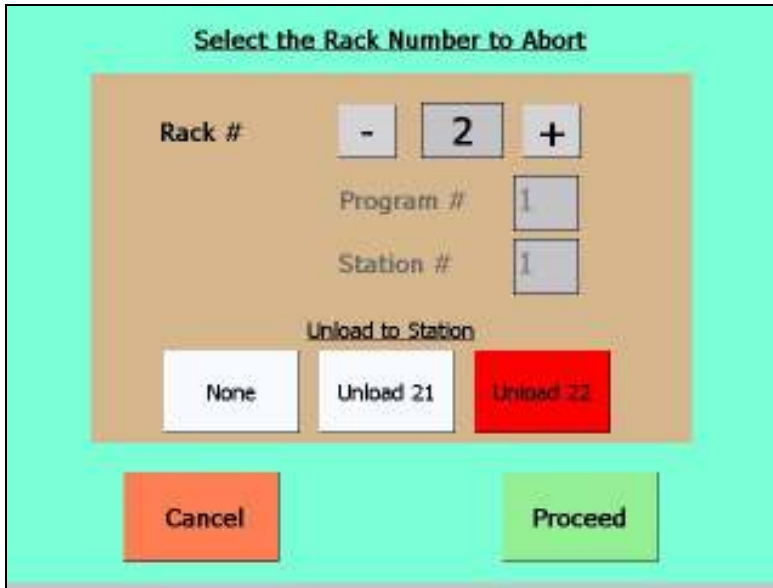 Select the Rack Number to Abort
Rack # - 2 +
Program # 1
Station # 1
Unload to Station
None Unload 21 Unload 22
Cancel Proceed